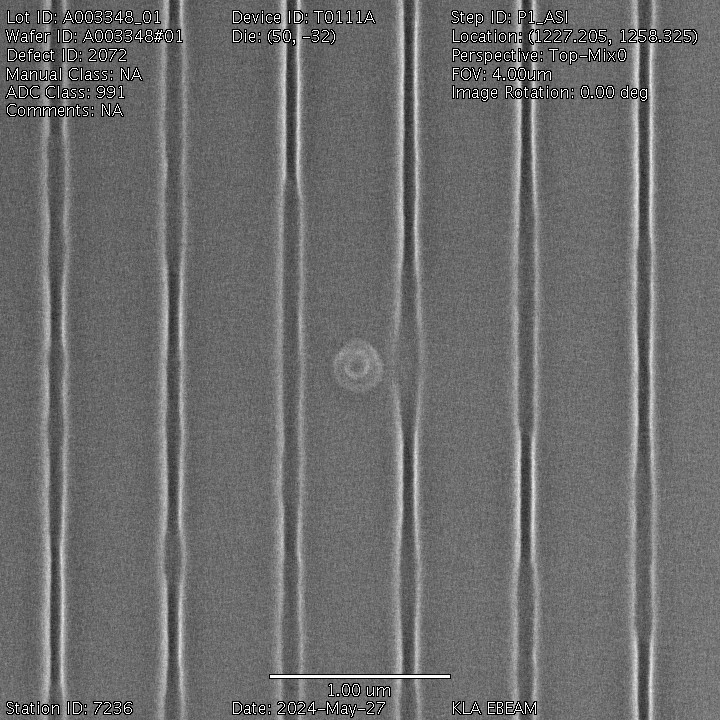 Lot ID: A003348_01 Device ID: T0111A Step ID: P1_ASI
Wafer ID: A003348#01 Die: (50, -32) Location: (1227.205, 1258.325)
Defect ID: 2072 Perspective: Top-Mix0
Manual Class: NA FOV: 4.00um
ADC Class: 991 Image Rotation: 0.00 deg
Comments: NA
1.00 um
Station ID: 7236 Date: 2024-May-27 KLA EBEAM